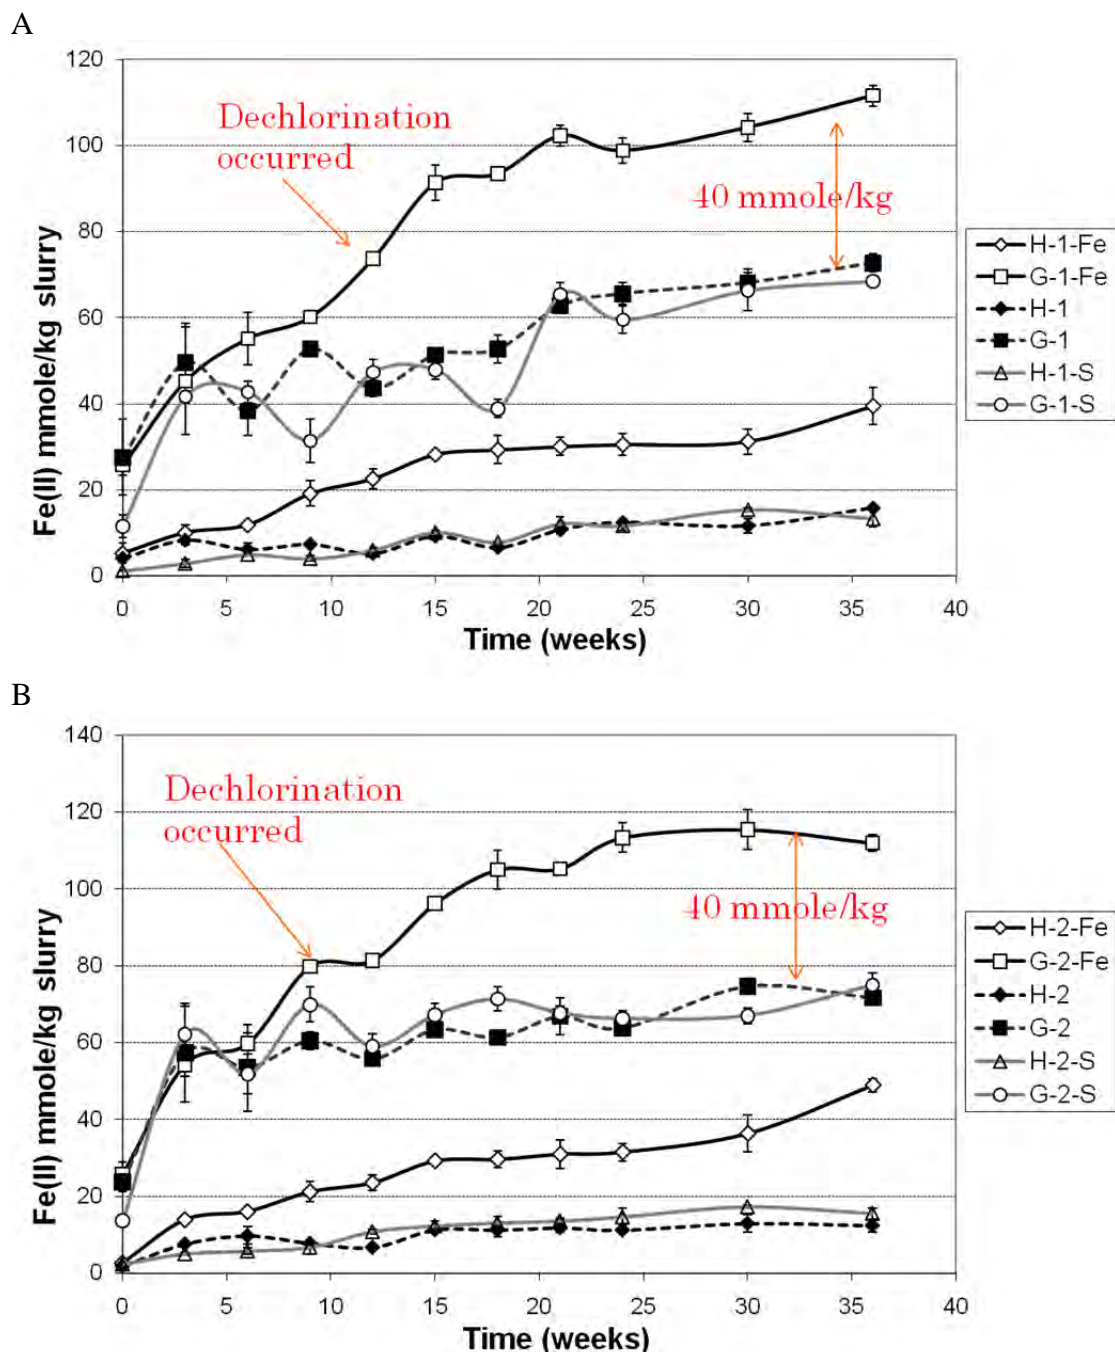 A
120
100
80
60
40
20
0
0 5 10 15 20 25 30 35 40
Fe(II) mmole/kg slurry
Time (weeks)
Dechlorination
occurred
40 mmole/kg
H-1-Fe
G-1-Fe
H-1
G-1
H-1-S
G-1-S
B
140
120
100
80
60
40
20
0
0 5 10 15 20 25 30 35 40
Fe(II) mmole/kg slurry
Time (weeks)
Dechlorination
occurred
40 mmole/kg
H-2-Fe
G-2-Fe
H-2
G-2
H-2-S
G-2-S